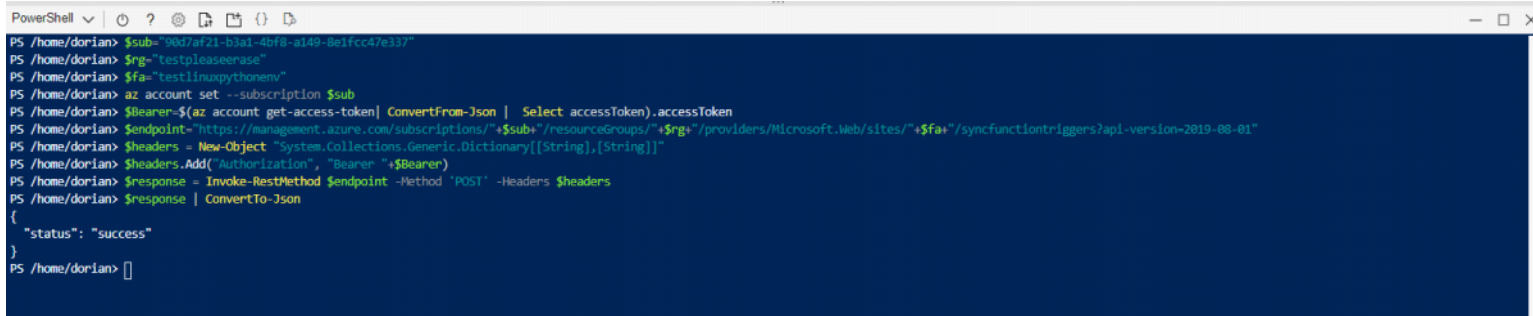 PowerShell
PS /home/dorian> $sub="90d7af21-b3a1-4bf8-a149-8e1fcc47e337"
PS /home/dorian> $rg="testpleaseerase"
PS /home/dorian> $fa="testlinuxpythonenv"
PS /home/dorian> az account set --subscription $sub
PS /home/dorian> $Bearer=$(az account get-access-token| ConvertFrom-Json |  Select accessToken).accessToken
PS /home/dorian> $endpoint="https://management.azure.com/subscriptions/"+$sub+"/resourceGroups/"+$rg+"/providers/Microsoft.Web/sites/"+$fa+"/syncfunctiontriggers?api-version=2019-08-01"
PS /home/dorian> $headers = New-Object "System.Collections.Generic.Dictionary[[String],[String]]"
PS /home/dorian> $headers.Add("Authorization", "Bearer "+$Bearer)
PS /home/dorian> $response = Invoke-RestMethod $endpoint -Method 'POST' -Headers $headers
PS /home/dorian> $response | ConvertTo-Json
{
  "status": "success"
}
PS /home/dorian>